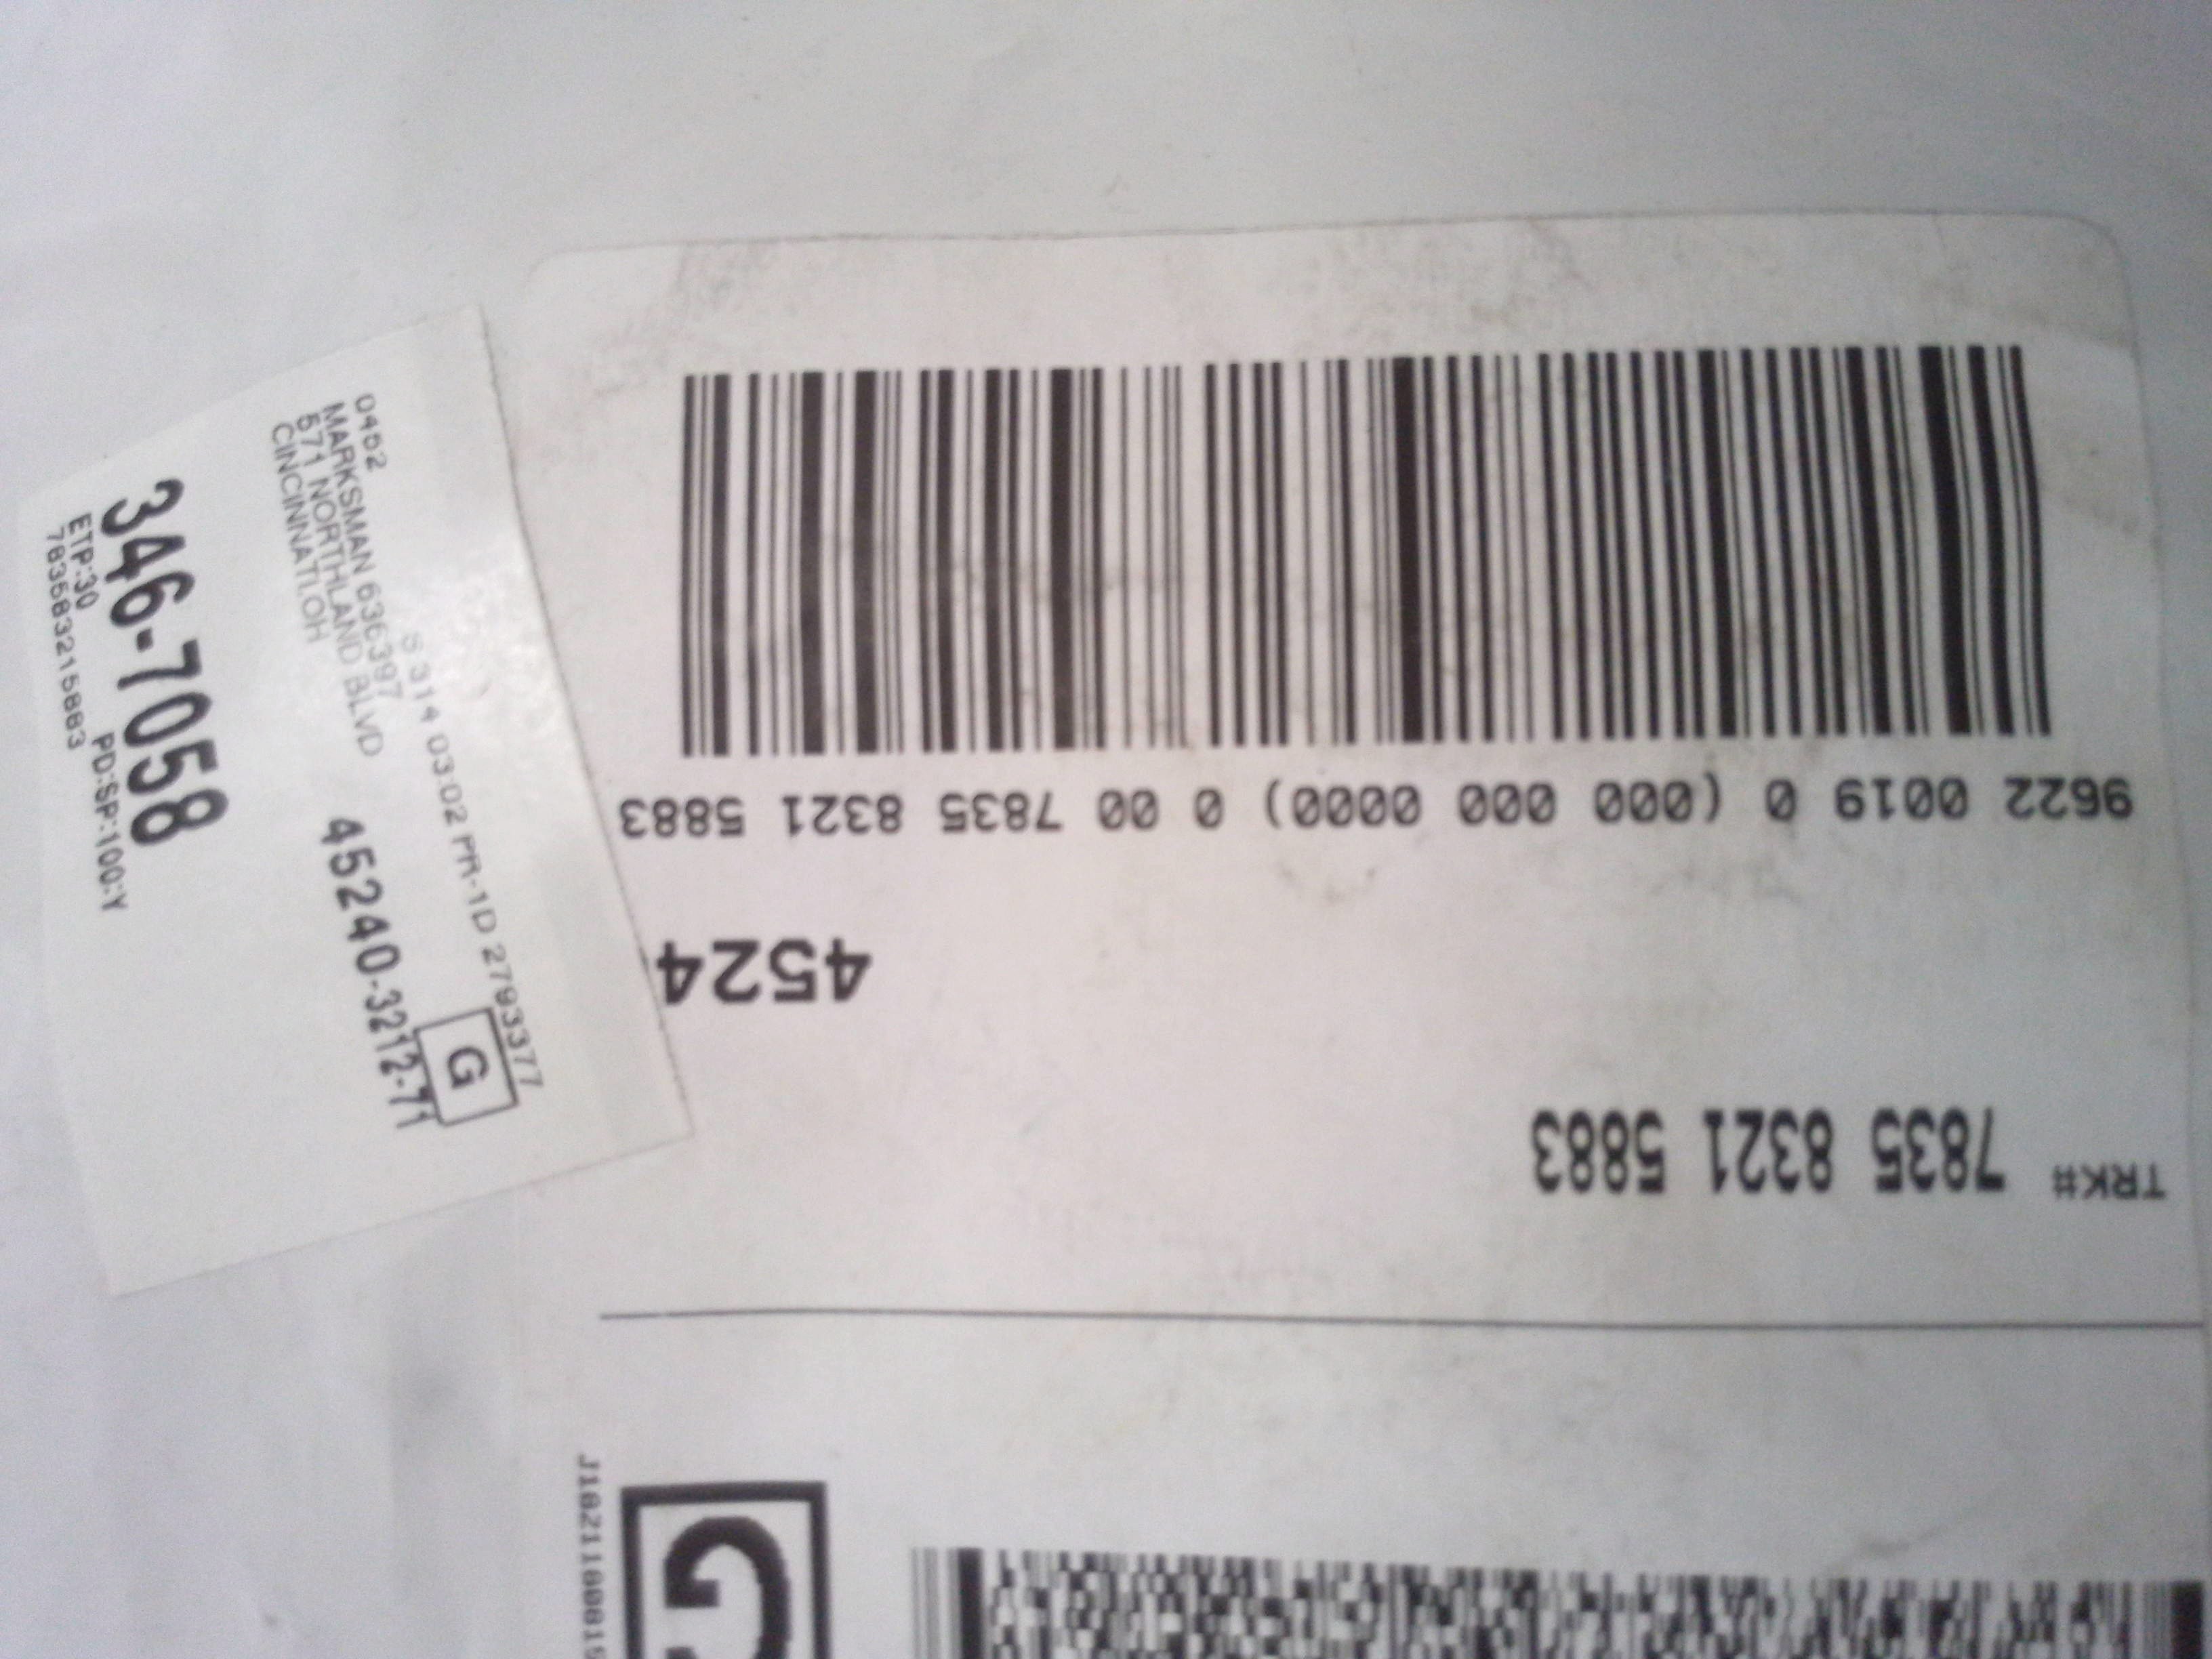 TRK# 7835 8321 5883
4524
9622 0019 0 (000 000 0000) 0 00 7835 8321 5883
G
S 314 03:02 PR-1D 2793377
0452
MARKSMAN 636397
571 NORTHLAND BLVD
CINCINNATI,OH
45240-3212-71
G
346-7058
ETP:30 PD:SP:100:Y
783583215883